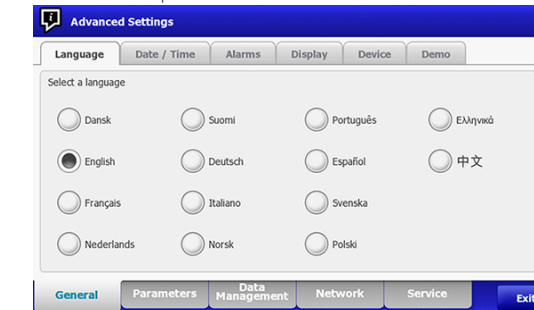 Advanced Settings
Language Date / Time Alarms Display Device Demo
Select a language
Dansk Suomi Português Ελληνικά
English Deutsch Español 中文
Français Italiano Svenska
Nederlands Norsk Polski
General Parameters Data Management Network Service Exit